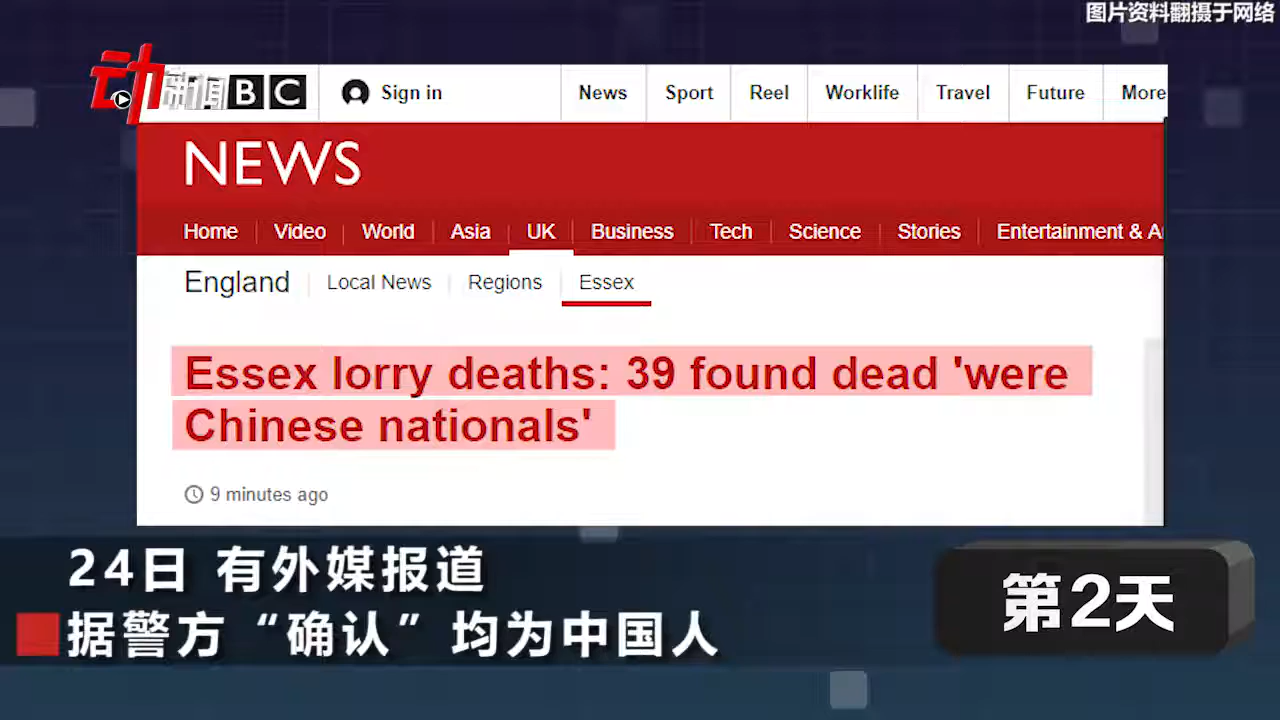 图片资料翻摄于网络
动新闻 BC Sign in News Sport Reel Worklife Travel Future More
NEWS
Home Video World Asia UK Business Tech Science Stories Entertainment & A
England Local News Regions Essex
Essex lorry deaths: 39 found dead 'were
Chinese nationals'
9 minutes ago
24日 有外媒报道
据警方“确认”均为中国人
第2天